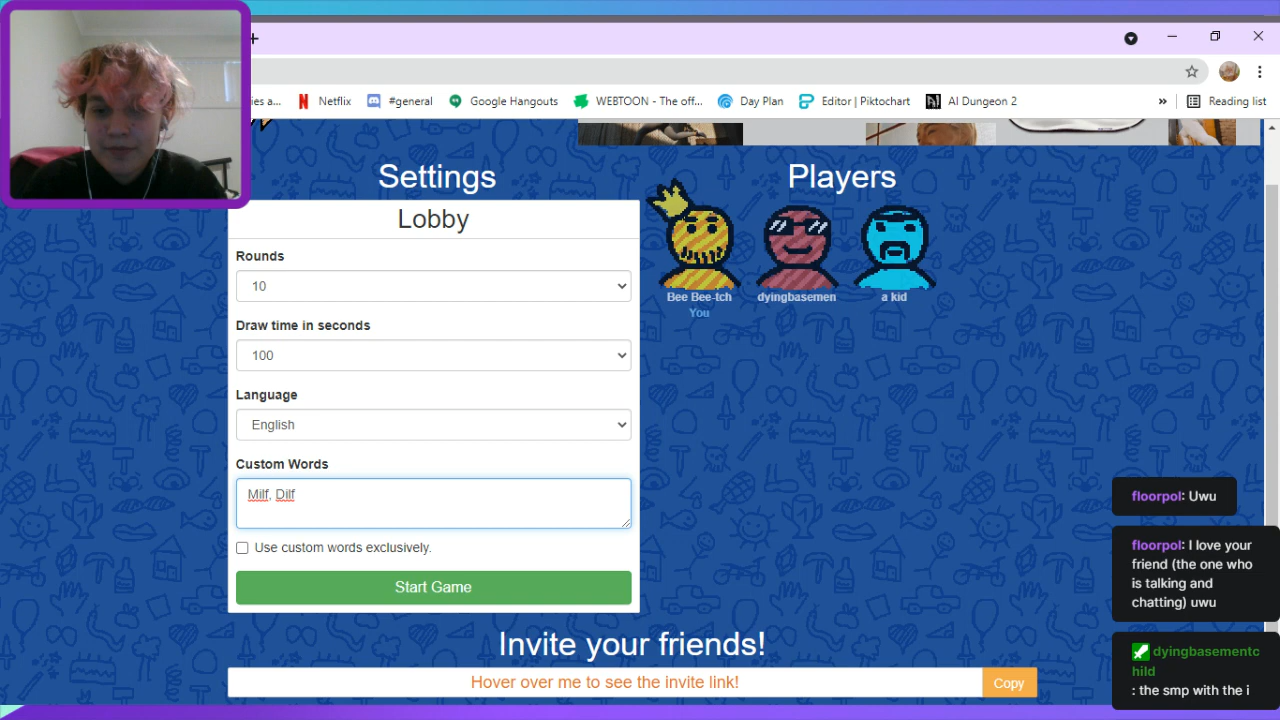 ies a...
Netflix
#general
Google Hangouts
WEBTOON - The off...
Day Plan
Editor | Piktochart
AI Dungeon 2
»
Reading list
Settings
Players
Lobby
Rounds
10
Draw time in seconds
100
Language
English
Custom Words
Milf, Dilf
Use custom words exclusively.
Start Game
Bee Bee-tch
You
dyingbasemen
a kid
Invite your friends!
Hover over me to see the invite link!
Copy
floorpol: Uwu
floorpol: I love your
friend (the one who
is talking and
chatting) uwu
dyingbasementc
hild
: the smp with the i